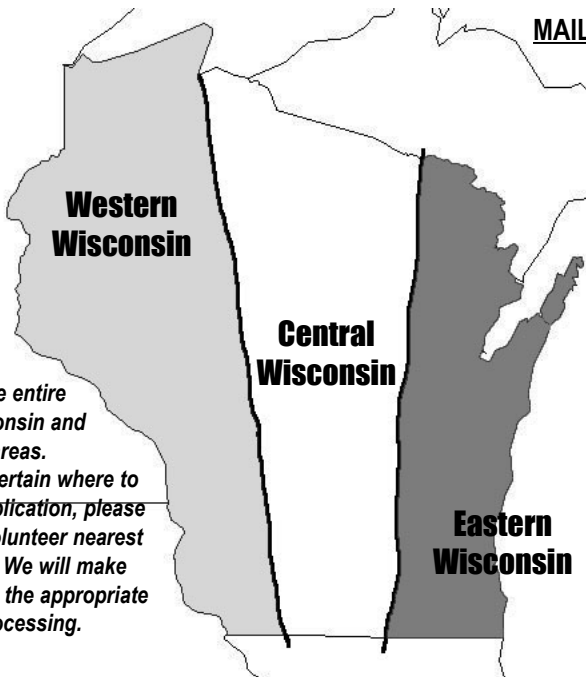 MAIL
Western
Wisconsin
Central
Wisconsin
Eastern
Wisconsin
e entire
onsin and
reas.
ertain where to
plication, please
olunteer nearest
We will make
the appropriate
ocessing.